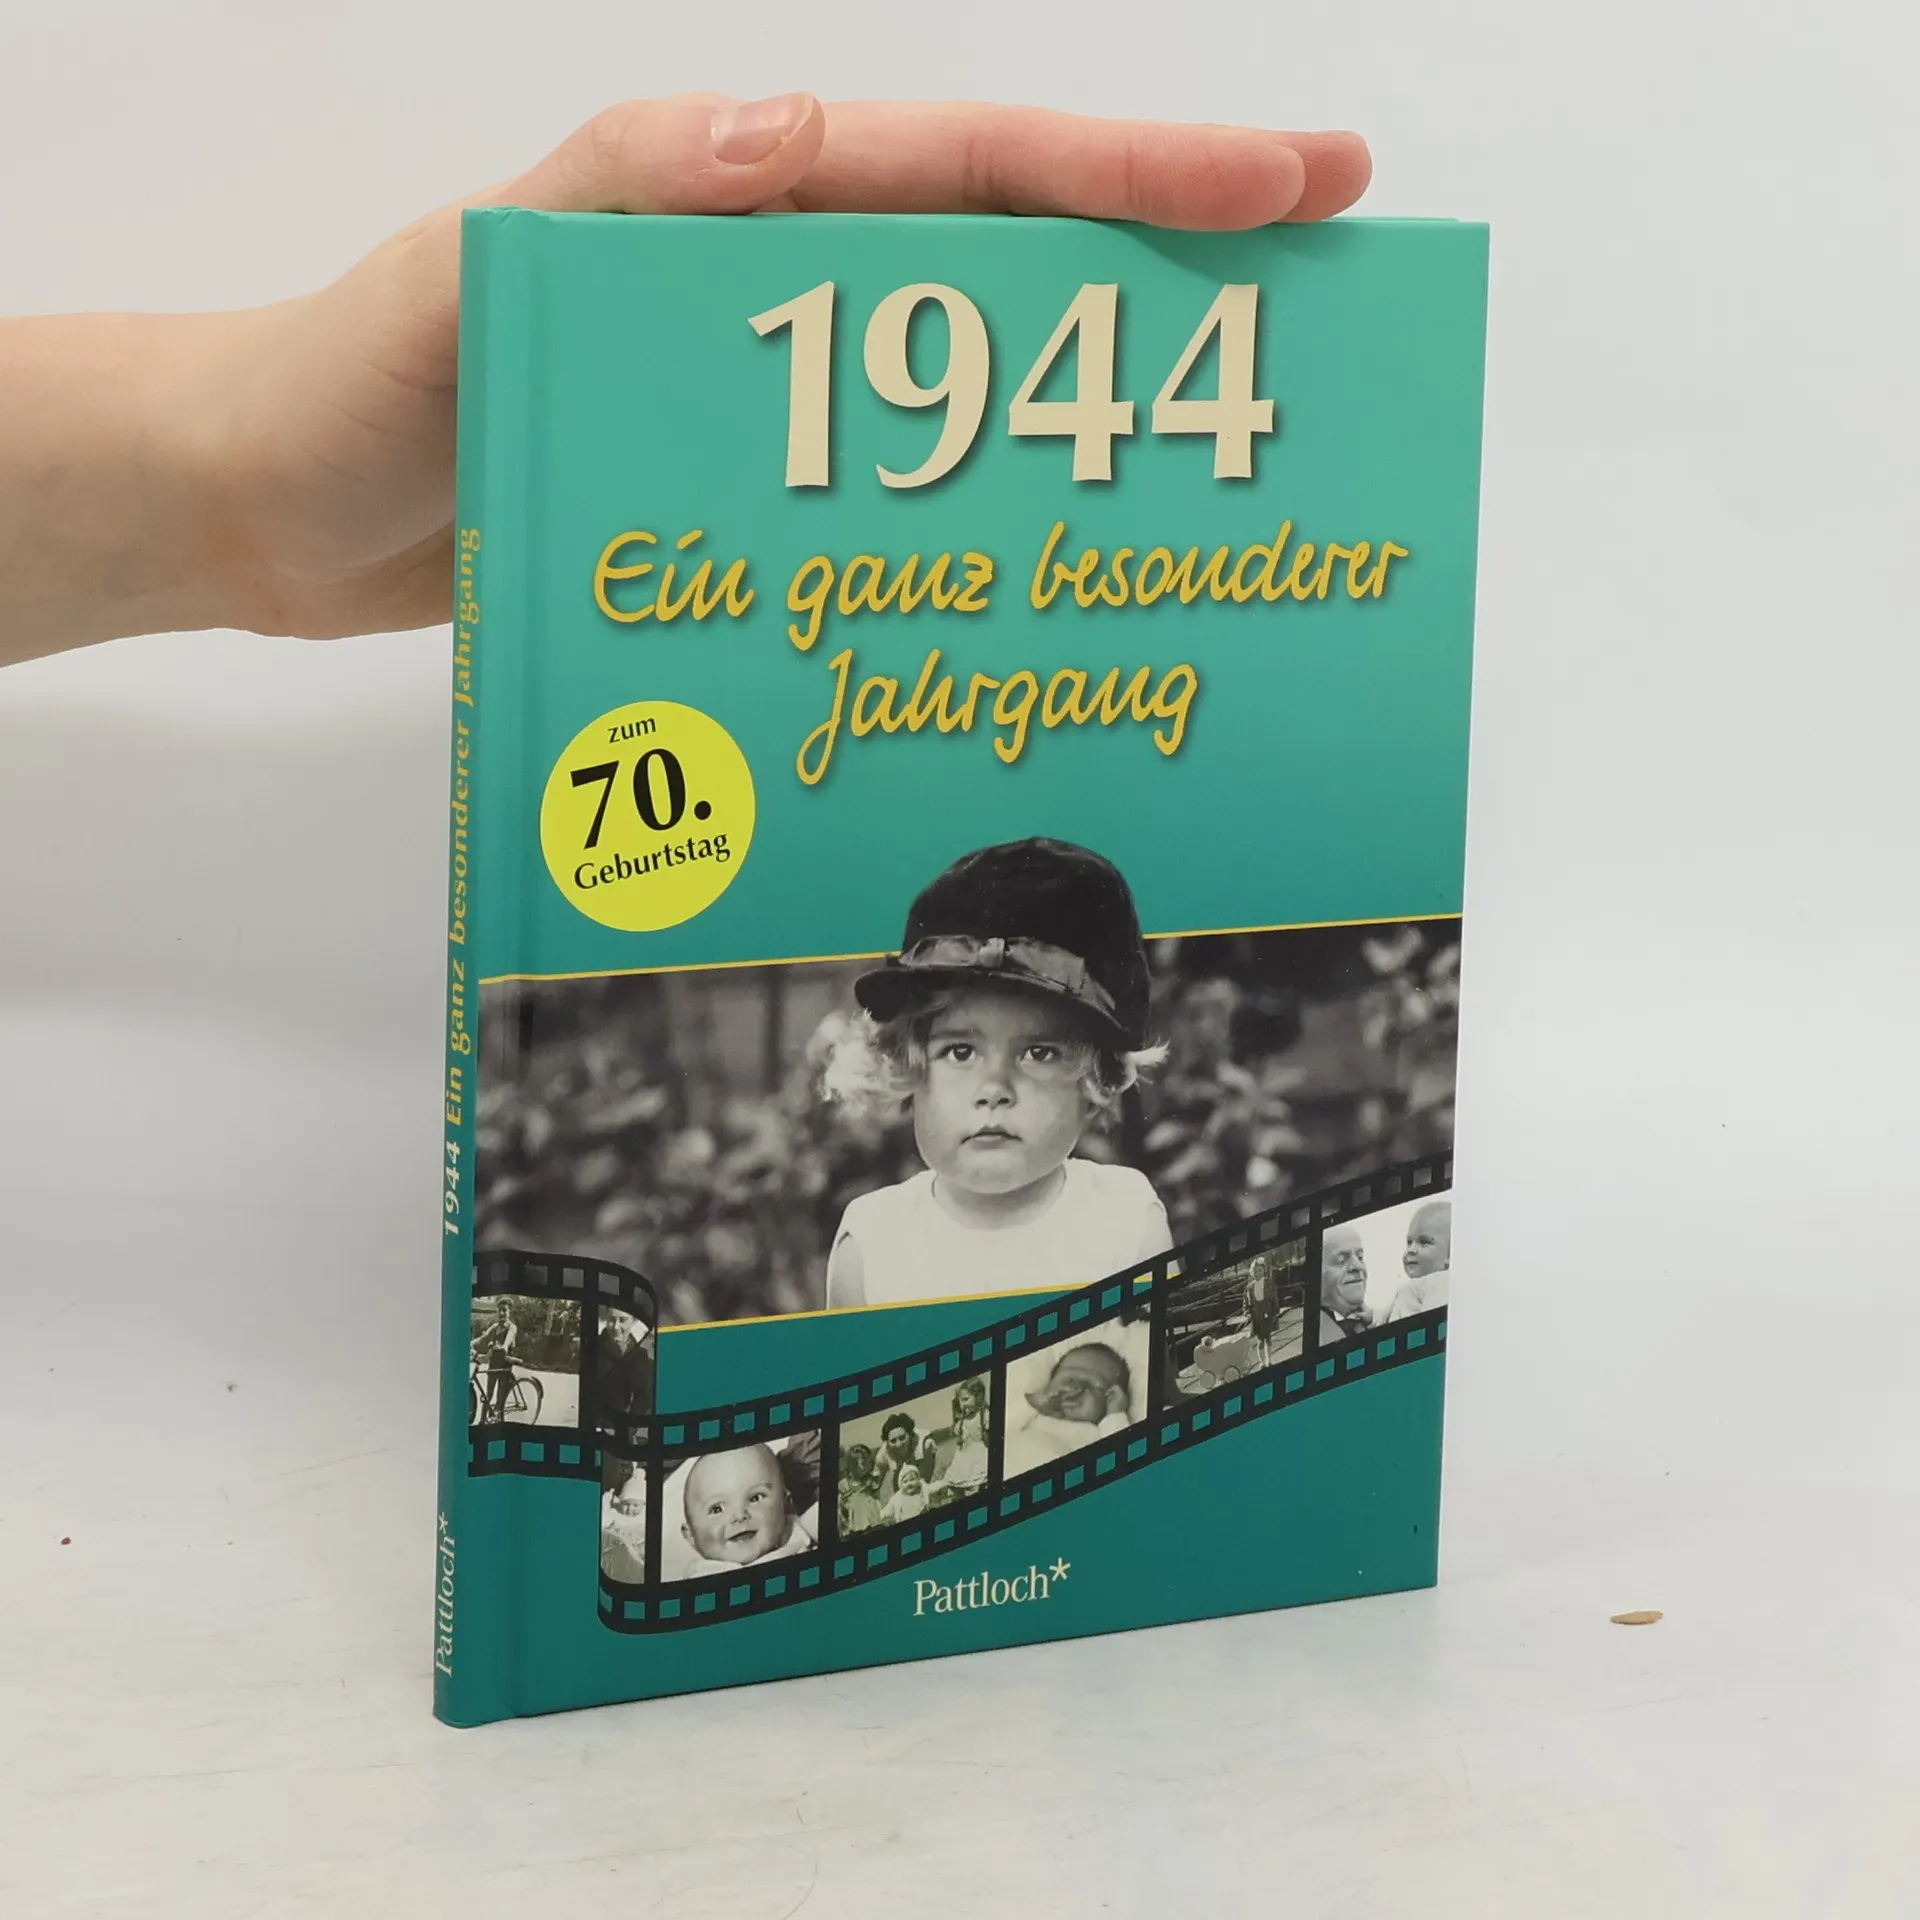 1944
Ein ganz besonderer
Jahrgang
zum
70.
Geburtstag
Pattloch*
1944 Ein ganz besonderer Jahrgang
Pattloch*